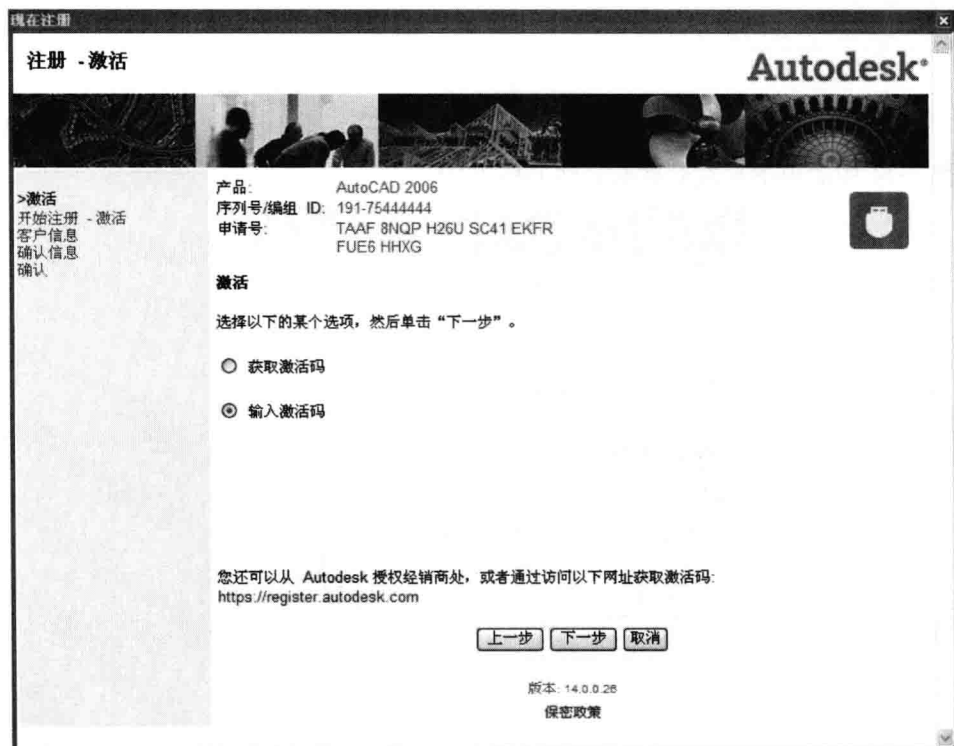 现在注册
注册 - 激活
Autodesk
>激活
开始注册 - 激活
客户信息
确认信息
确认
产品: AutoCAD 2006
序列号/编组 ID: 191-75444444
申请号: TAAF 8NQP H26U SC41 EKFR
FUE6 HHXG
激活
选择以下的某个选项，然后单击“下一步”。
获取激活码
输入激活码
您还可以从 Autodesk 授权经销商处，或者通过访问以下网址获取激活码:
https://register.autodesk.com
上一步 下一步 取消
版本: 14.0.0.26
保密政策